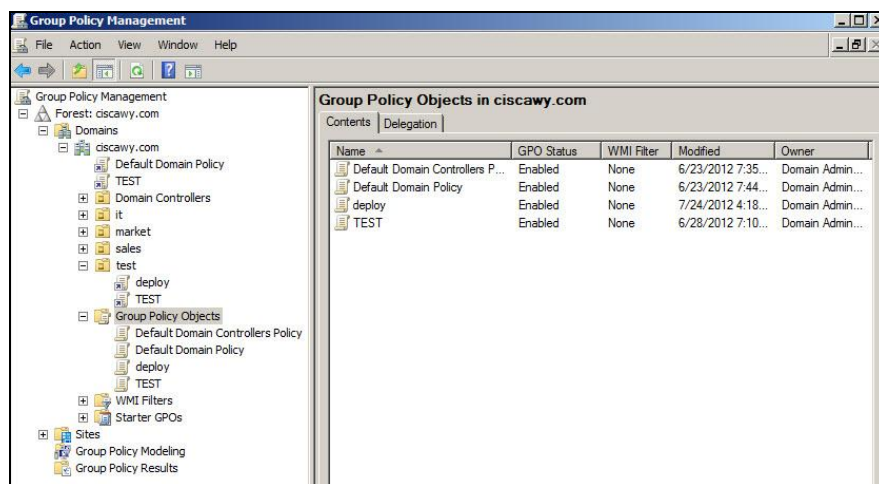 Group Policy Management
File Action View Window Help
Group Policy Management
Forest: ciscawy.com
Domains
ciscawy.com
Default Domain Policy
TEST
Domain Controllers
it
market
sales
test
deploy
TEST
Group Policy Objects
Default Domain Controllers Policy
Default Domain Policy
deploy
TEST
WMI Filters
Starter GPOs
Sites
Group Policy Modeling
Group Policy Results
Group Policy Objects in ciscawy.com
Contents Delegation
Name GPO Status WMI Filter Modified Owner
Default Domain Controllers P... Enabled None 6/23/2012 7:35... Domain Admin...
Default Domain Policy Enabled None 6/23/2012 7:44... Domain Admin...
deploy Enabled None 7/24/2012 4:18... Domain Admin...
TEST Enabled None 6/28/2012 7:10... Domain Admin...